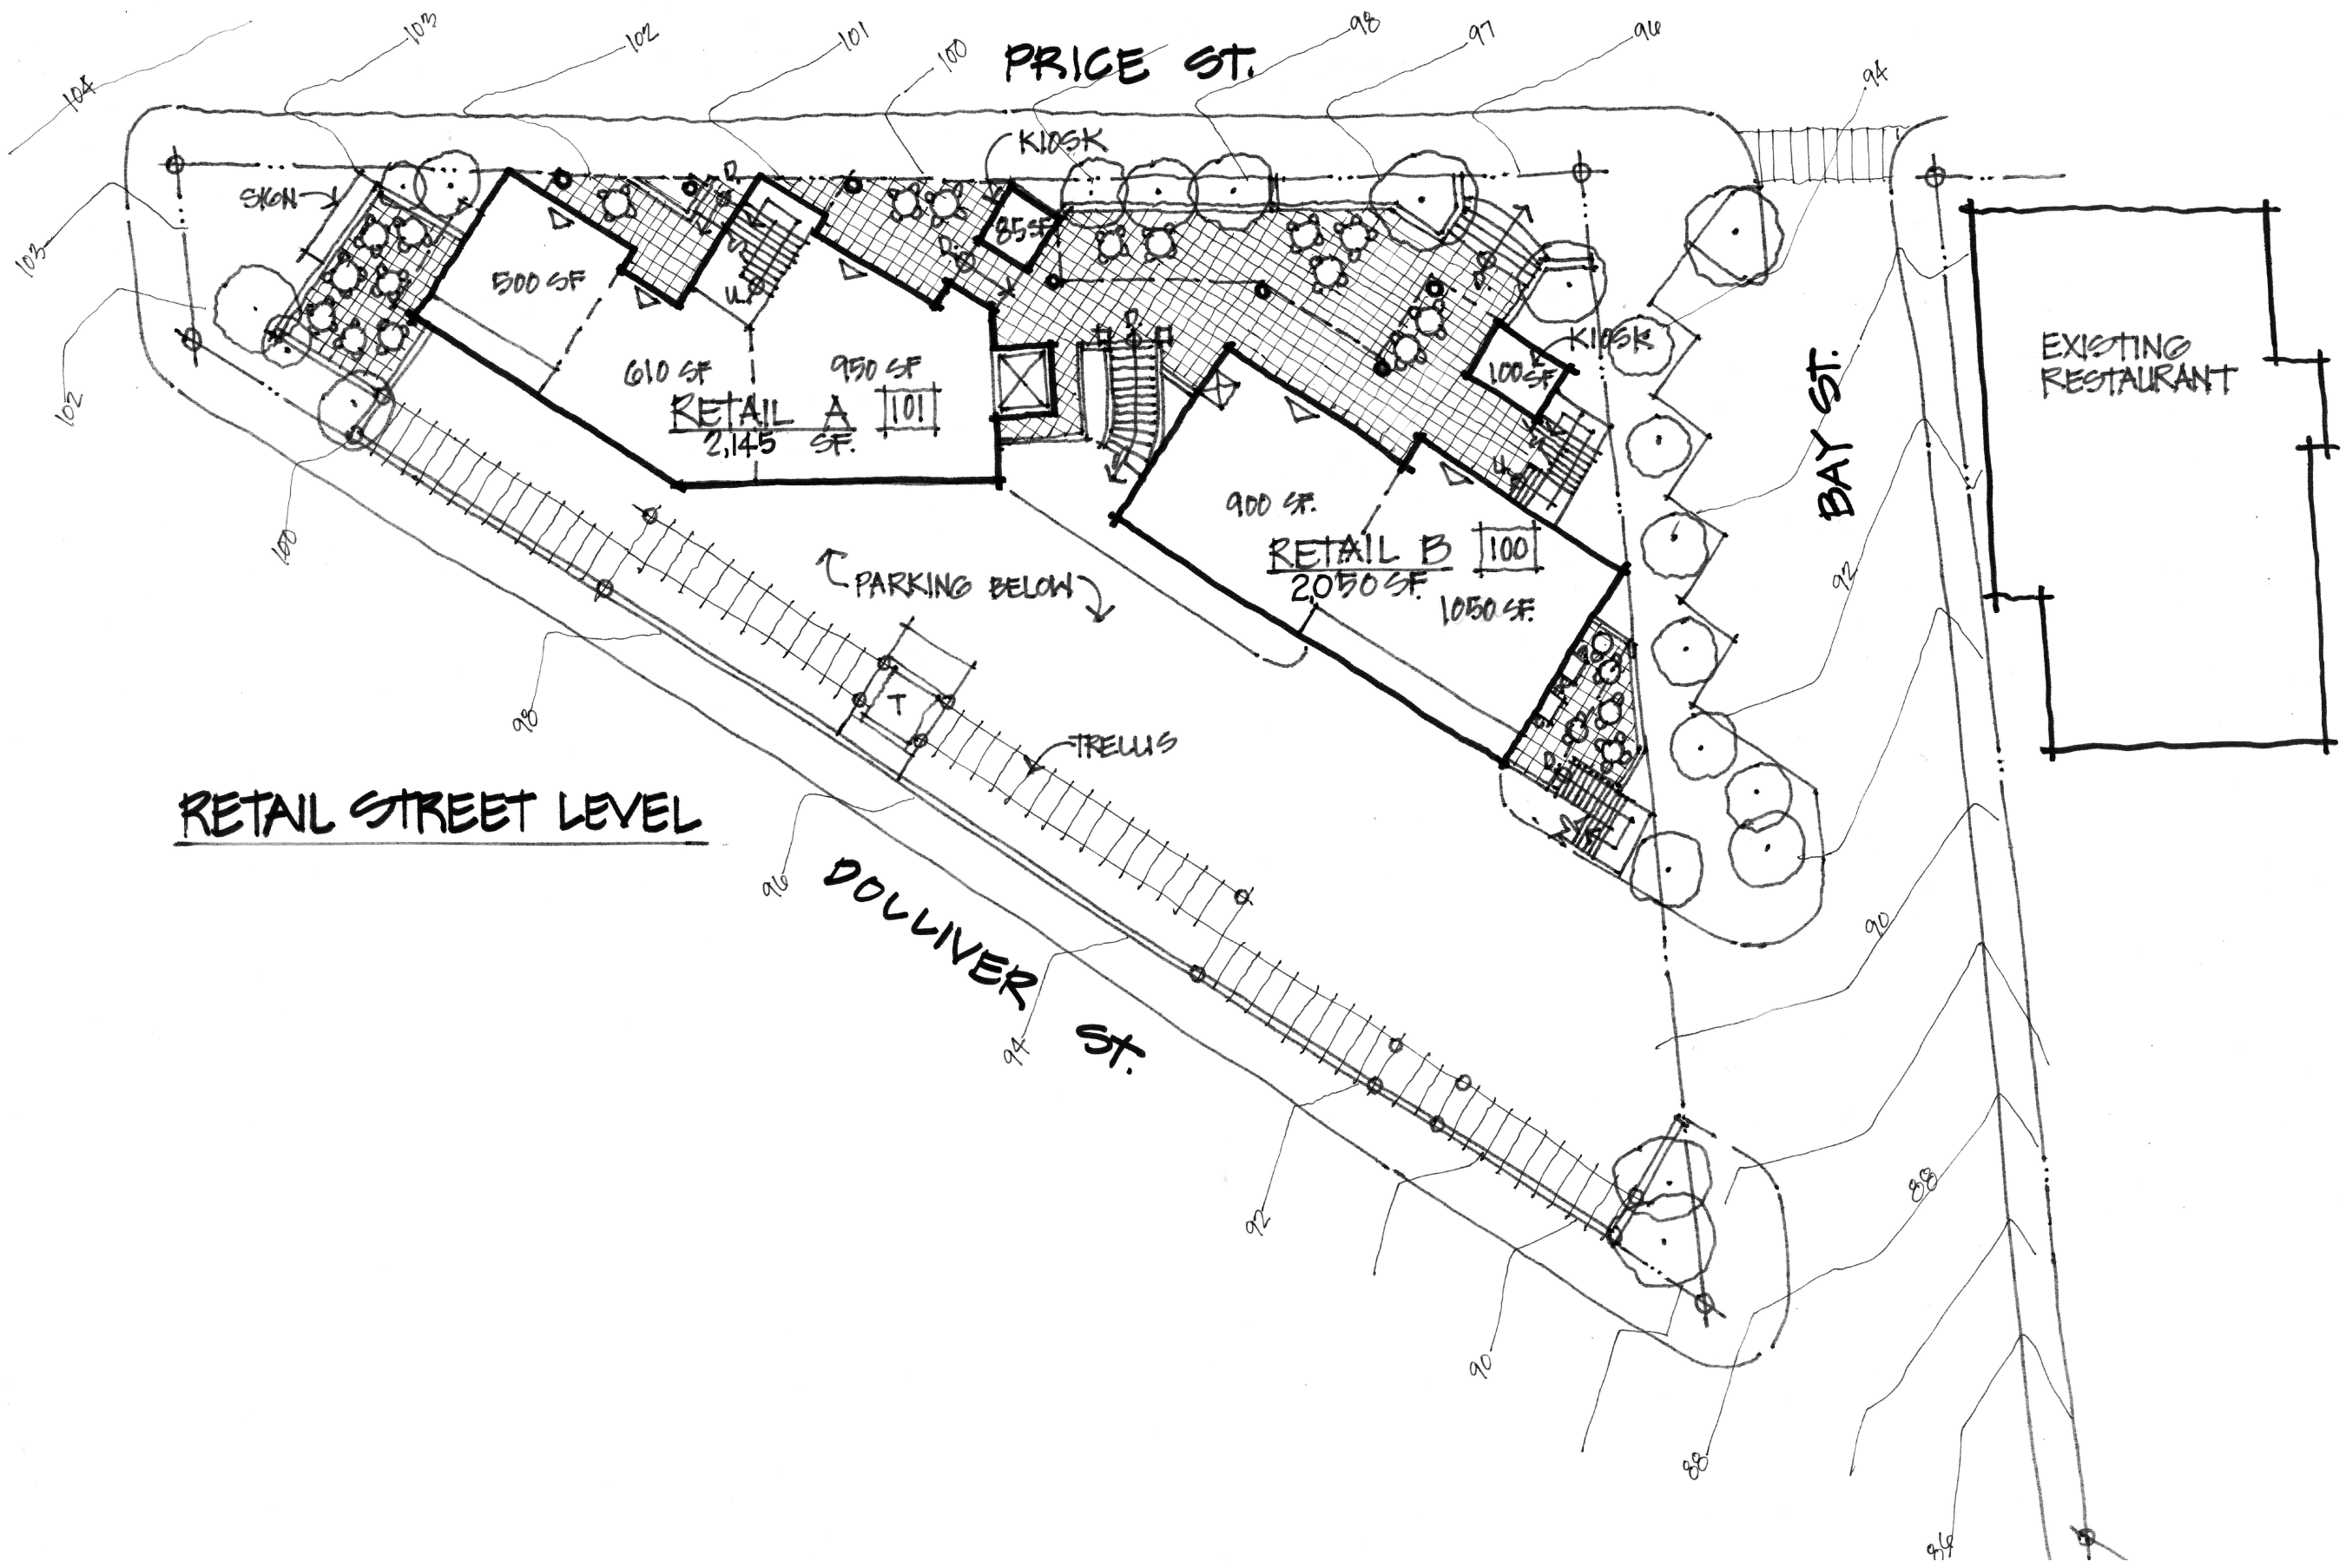 103
102
101
100
PRICE ST.
98
97
96
104
94
KIOSK
SIGN
D.
103
85 SF
D.
500 SF
U.
D.
KIOSK
100 SF
EXISTING
RESTAURANT
BAY ST.
610 SF
950 SF
RETAIL A
101
2,145 SF.
102
U
900 SF.
RETAIL B
100
2,050 SF.
1050 SF.
100
PARKING BELOW
92
98
T
TRELLIS
D.
RETAIL STREET LEVEL
96
DOLLIVER ST.
94
90
92
88
90
88
86